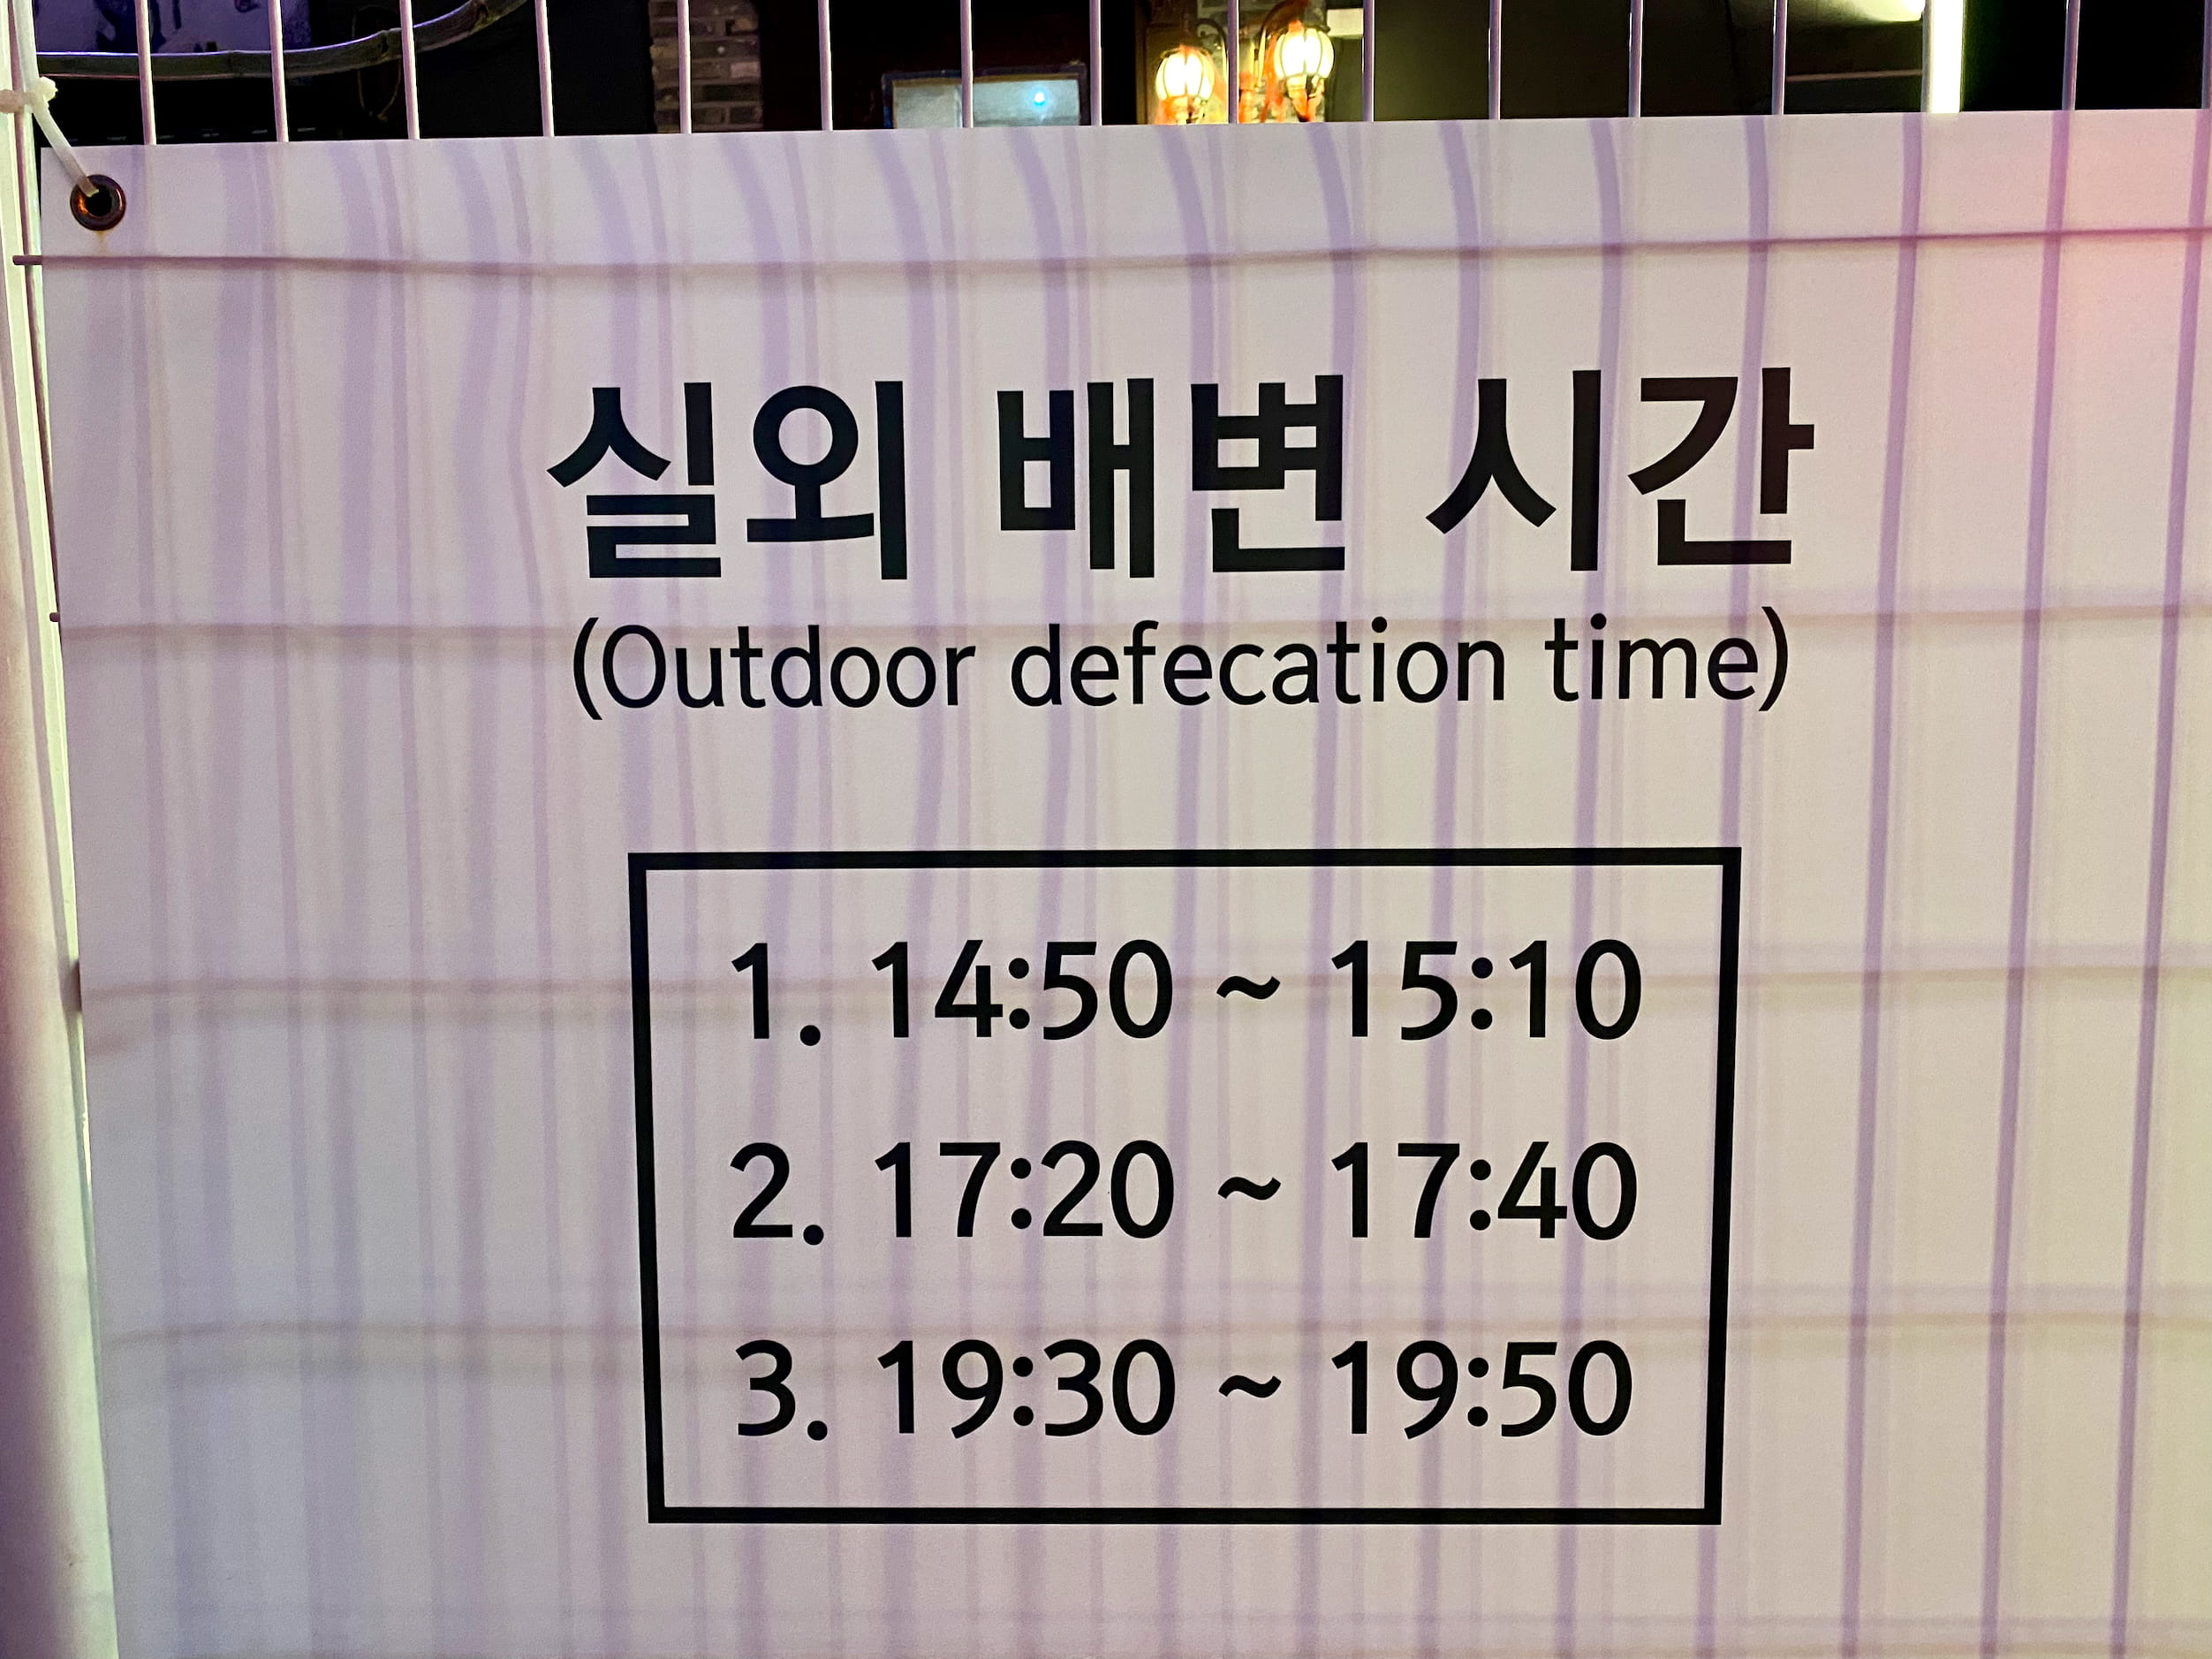 실외 배변 시간
(Outdoor defecation time)
1. 14:50 ~ 15:10
2. 17:20 ~ 17:40
3. 19:30 ~ 19:50